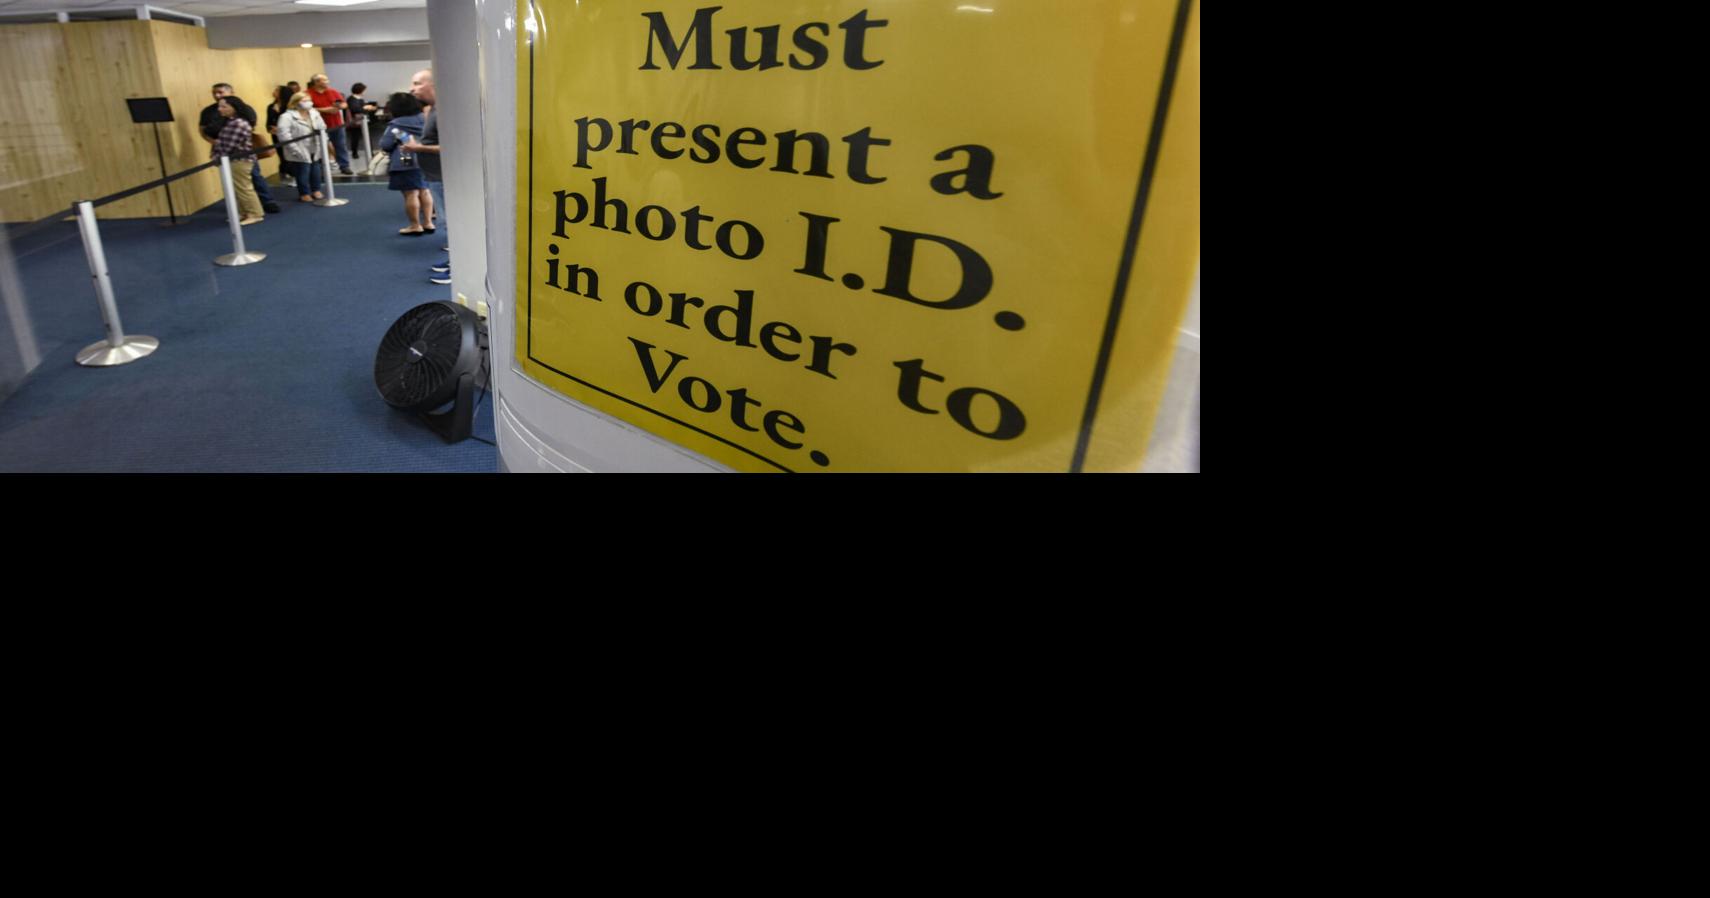 Must
present a
photo I.D.
in order to
Vote.